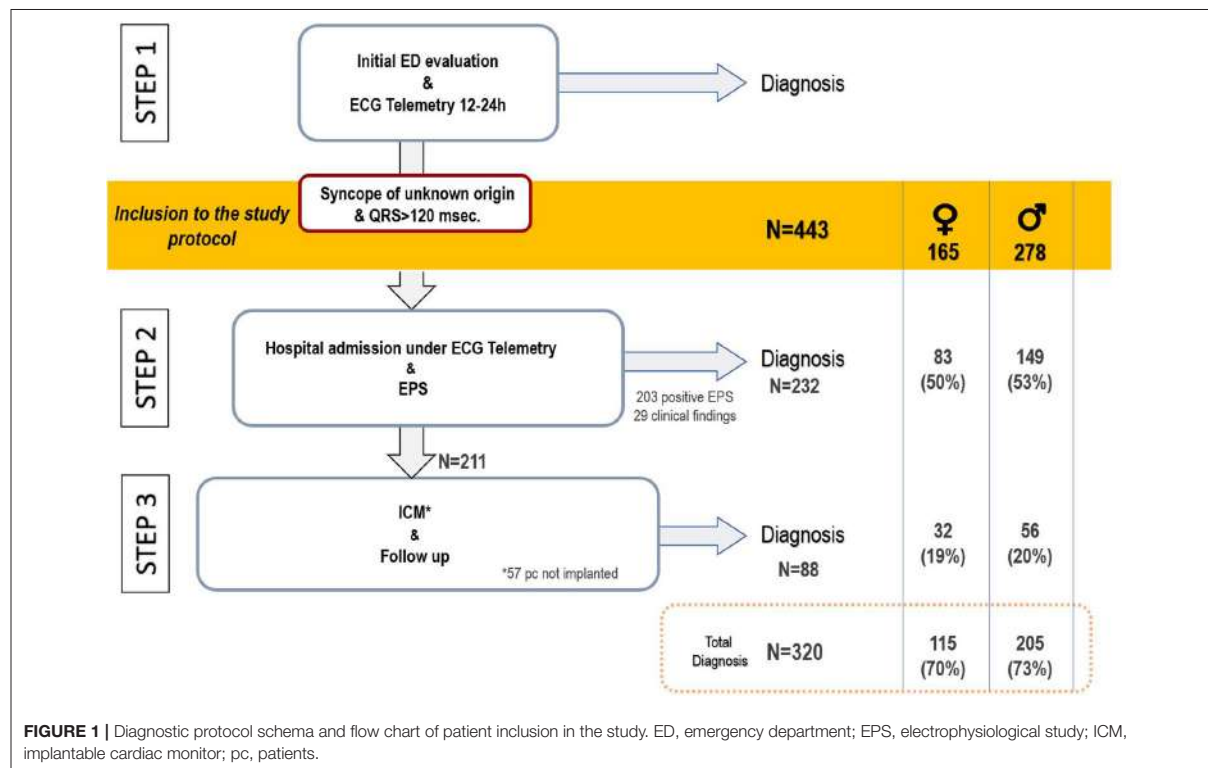 STEP 1
Initial ED evaluation
&
ECG Telemetry 12-24h
Diagnosis
Inclusion to the study
protocol
Syncope of unknown origin
& QRS>120 msec.
N=443
♀
165
♂
278
STEP 2
Hospital admission under ECG Telemetry
&
EPS
203 positive EPS
29 clinical findings
Diagnosis
N=232
83
(50%)
149
(53%)
N=211
STEP 3
ICM*
&
Follow up
*57 pc not implanted
Diagnosis
N=88
32
(19%)
56
(20%)
Total
Diagnosis
N=320
115
(70%)
205
(73%)
FIGURE 1 | Diagnostic protocol schema and flow chart of patient inclusion in the study. ED, emergency department; EPS, electrophysiological study; ICM,
implantable cardiac monitor; pc, patients.